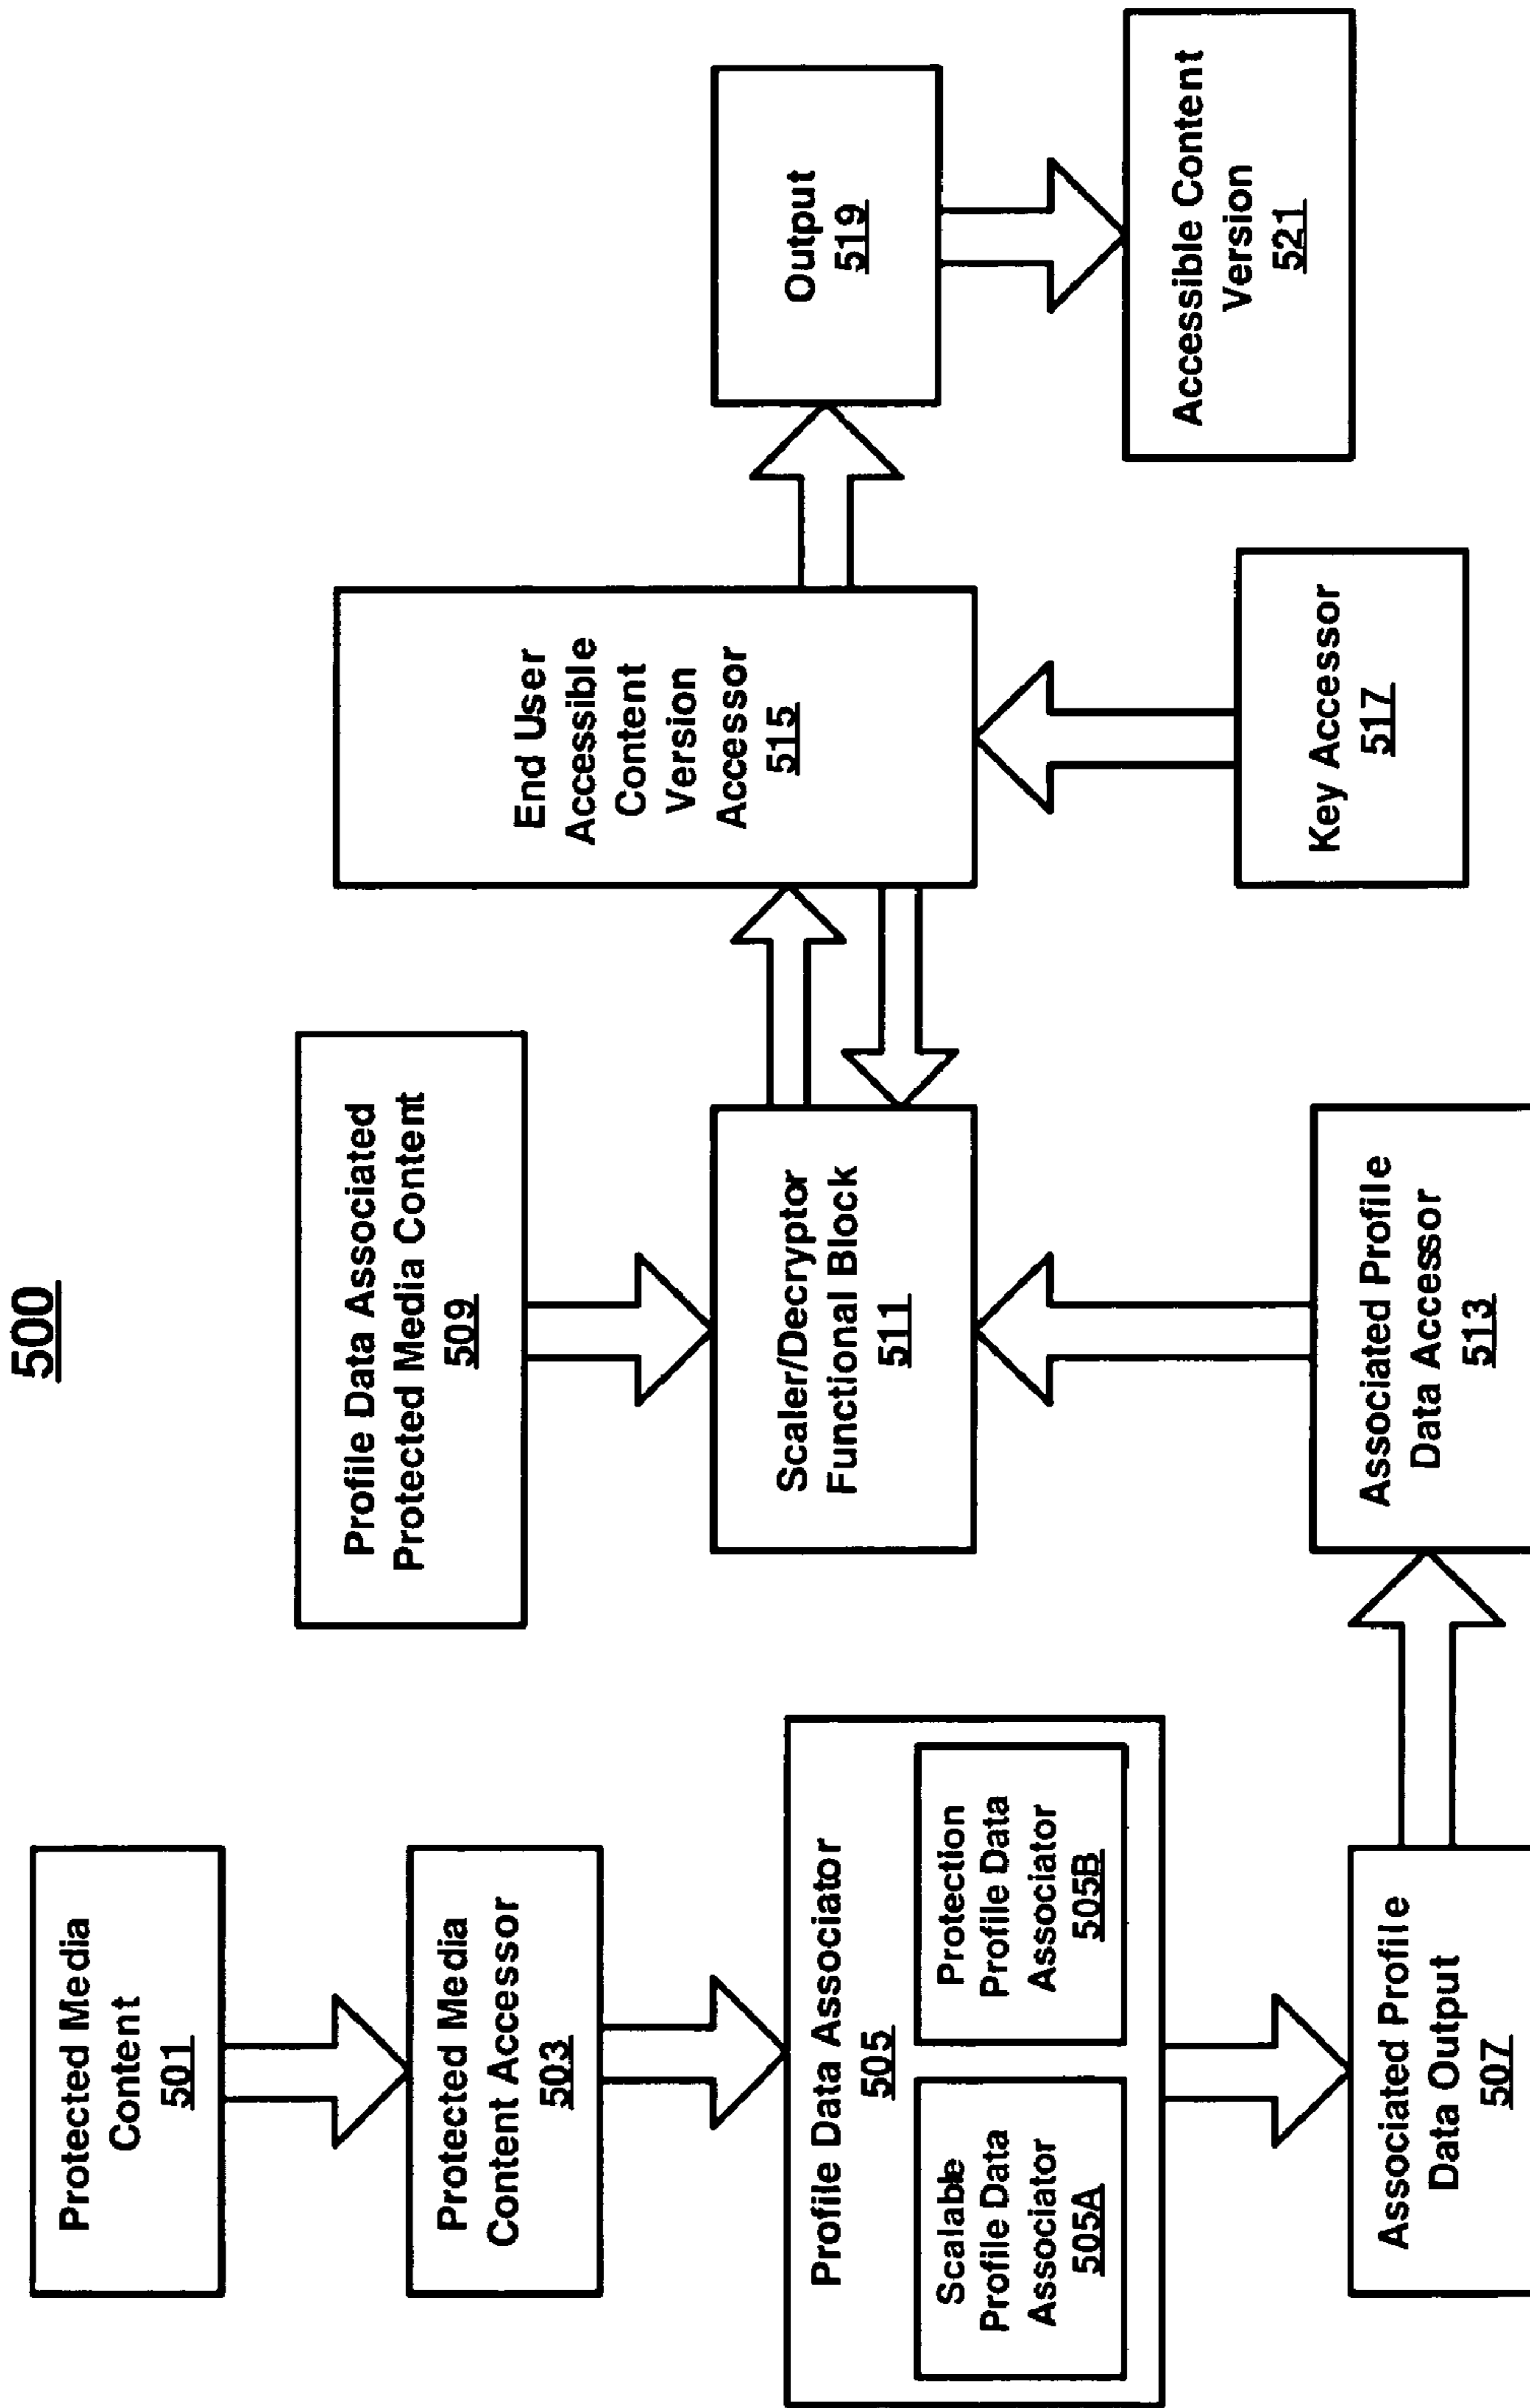 500
Protected Media
Content
501
Protected Media
Content Accessor
503
Profile Data Associator
505
Scalable
Profile Data
Associator
505A
Protection
Profile Data
Associator
505B
Associated Profile
Data Output
507
Profile Data Associated
Protected Media Content
509
Scaler/Decryptor
Functional Block
511
Associated Profile
Data Accessor
513
End User
Accessible
Content
Version
Accessor
515
Key Accessor
517
Output
519
Accessible Content
Version
521